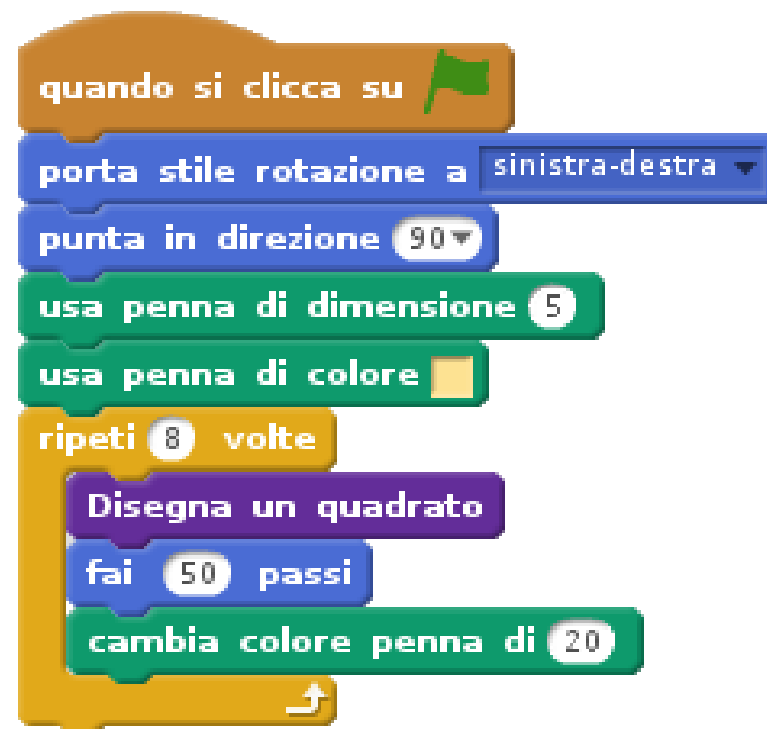 quando si clicca su
porta stile rotazione a sinistra-destra
punta in direzione 90
usa penna di dimensione 5
usa penna di colore
ripeti 8 volte
Disegna un quadrato
fai 50 passi
cambia colore penna di 20